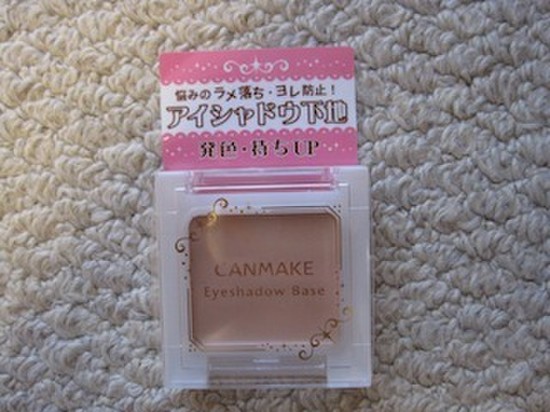 悩みのラメ落ち・ヨレ防止！
アイシャドウ下地
発色・持ちUP
CANMAKE
Eyeshadow Base